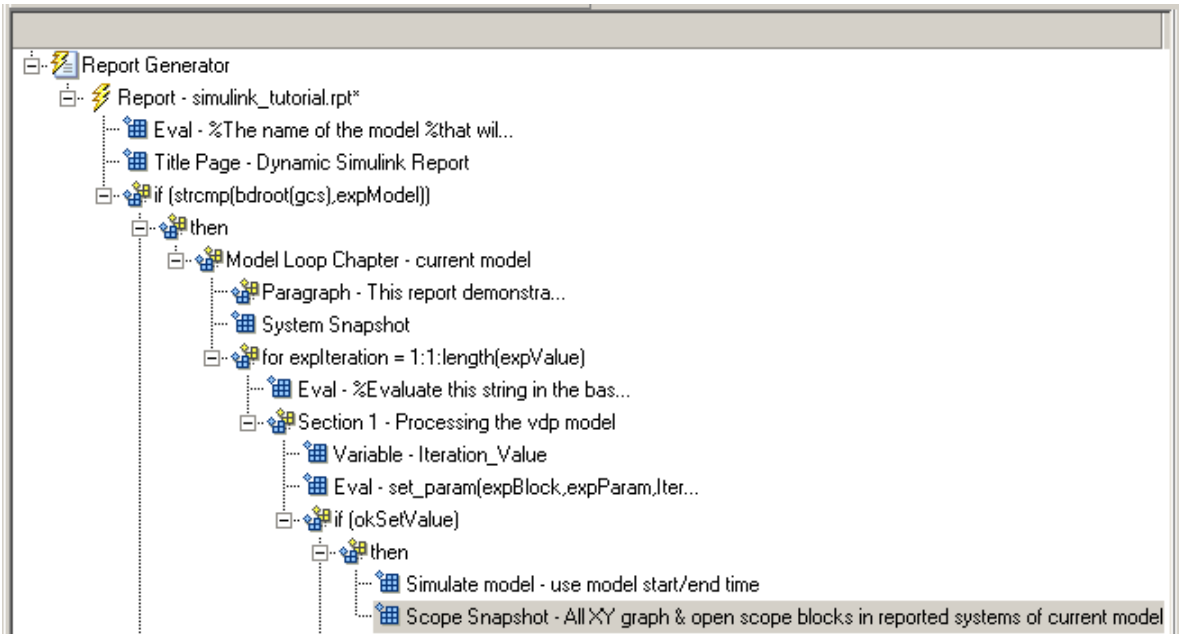 Report Generator
Report - simulink_tutorial.rpt*
Eval - %The name of the model %that wil...
Title Page - Dynamic Simulink Report
if (strcmp(bdroot(gcs),expModel))
then
Model Loop Chapter - current model
Paragraph - This report demonstra...
System Snapshot
for expIteration = 1:1:length(expValue)
Eval - %Evaluate this string in the bas...
Section 1 - Processing the vdp model
Variable - Iteration_Value
Eval - set_param(expBlock,expParam,Iter...
if (okSetValue)
then
Simulate model - use model start/end time
Scope Snapshot - All XY graph & open scope blocks in reported systems of current model